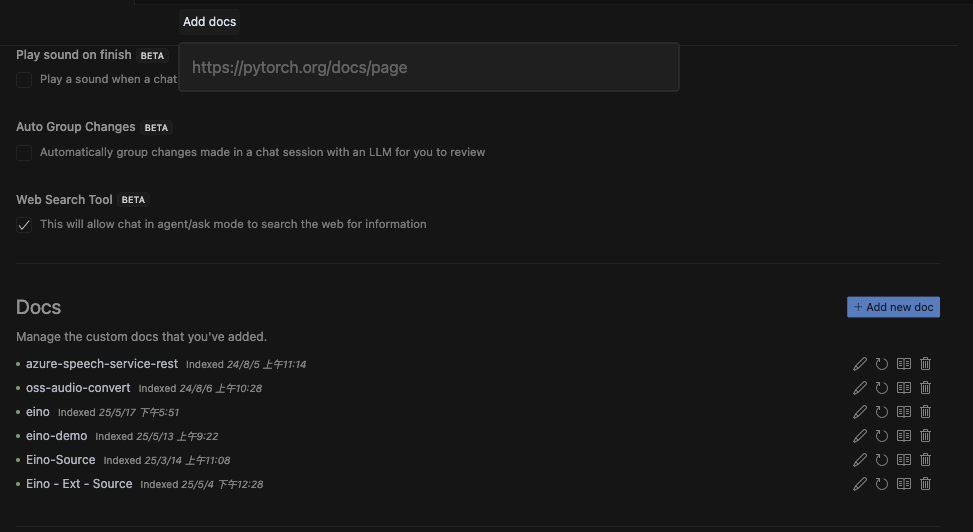 Add docs
https://pytorch.org/docs/page
Play sound on finish BETA
Play a sound when a chat
Auto Group Changes BETA
Automatically group changes made in a chat session with an LLM for you to review
Web Search Tool BETA
This will allow chat in agent/ask mode to search the web for information
Docs
+ Add new doc
Manage the custom docs that you've added.
azure-speech-service-rest Indexed 24/8/5 上午11:14
oss-audio-convert Indexed 24/8/6 上午10:28
eino Indexed 25/5/17 下午5:51
eino-demo Indexed 25/5/13 上午9:22
Eino-Source Indexed 25/3/14 上午11:08
Eino - Ext - Source Indexed 25/5/4 下午12:28